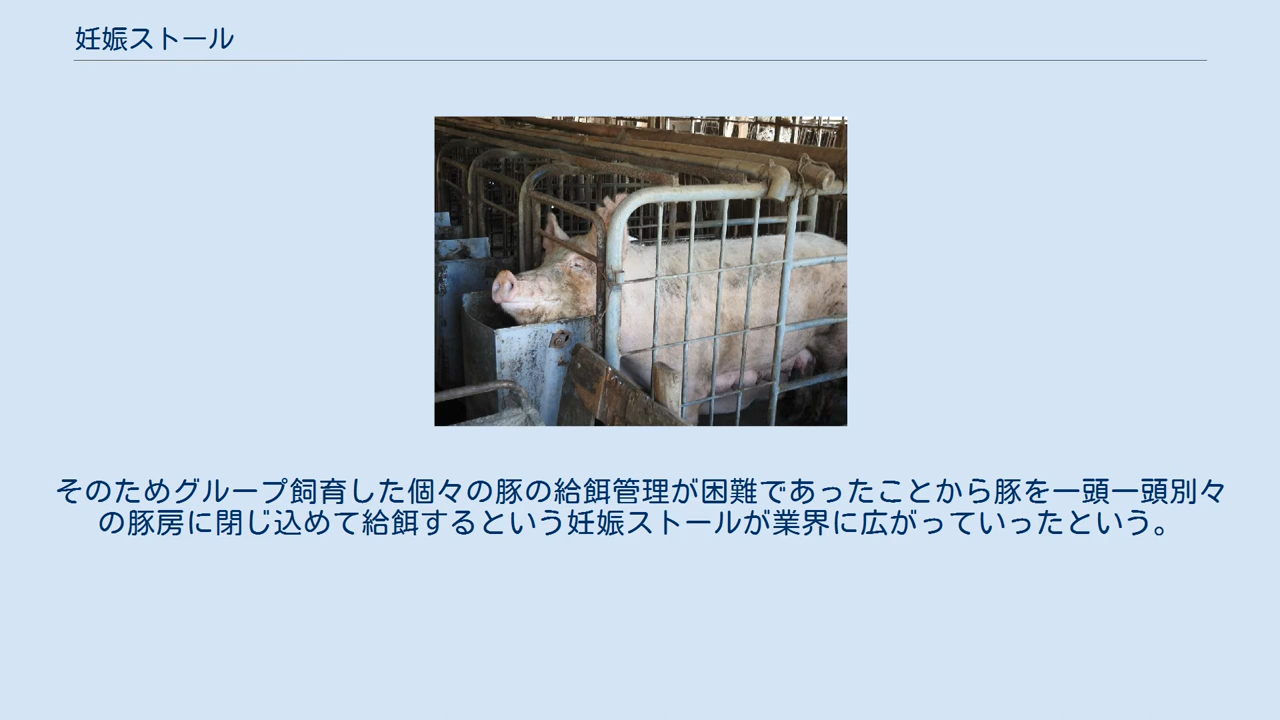 妊娠ストール
そのためグループ飼育した個々の豚の給餌管理が困難であったことから豚を一頭一頭別々
の豚房に閉じ込めて給餌するという妊娠ストールが業界に広がっていったという。